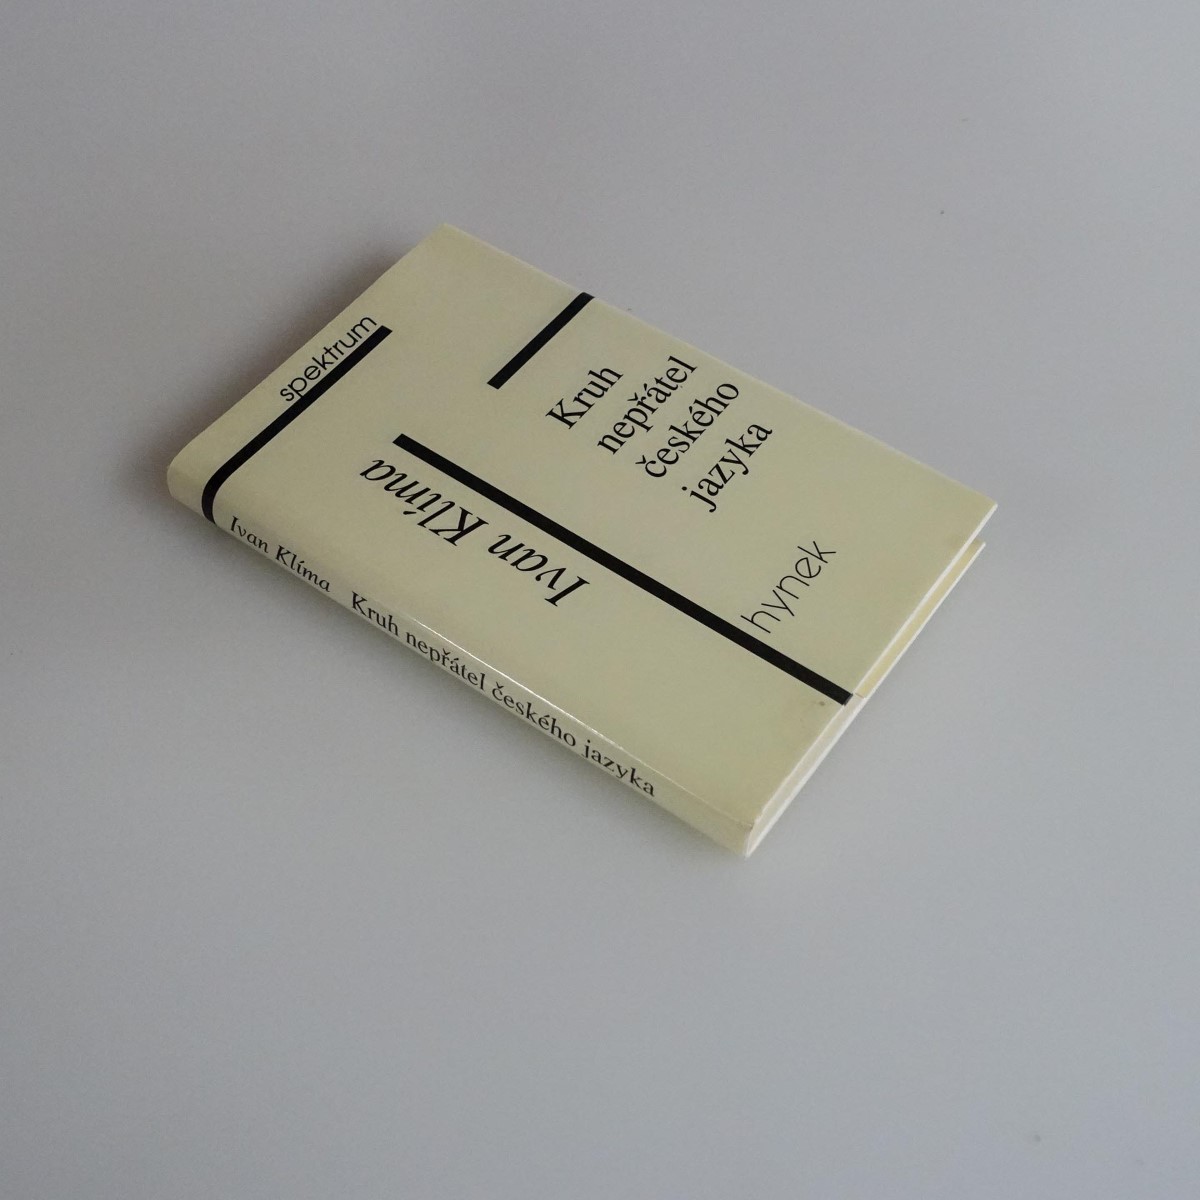 spektrum
Kruh
nepřátel
českého
jazyka
Ivan Klíma
hynek
Ivan Klíma Kruh nepřátel českého jazyka